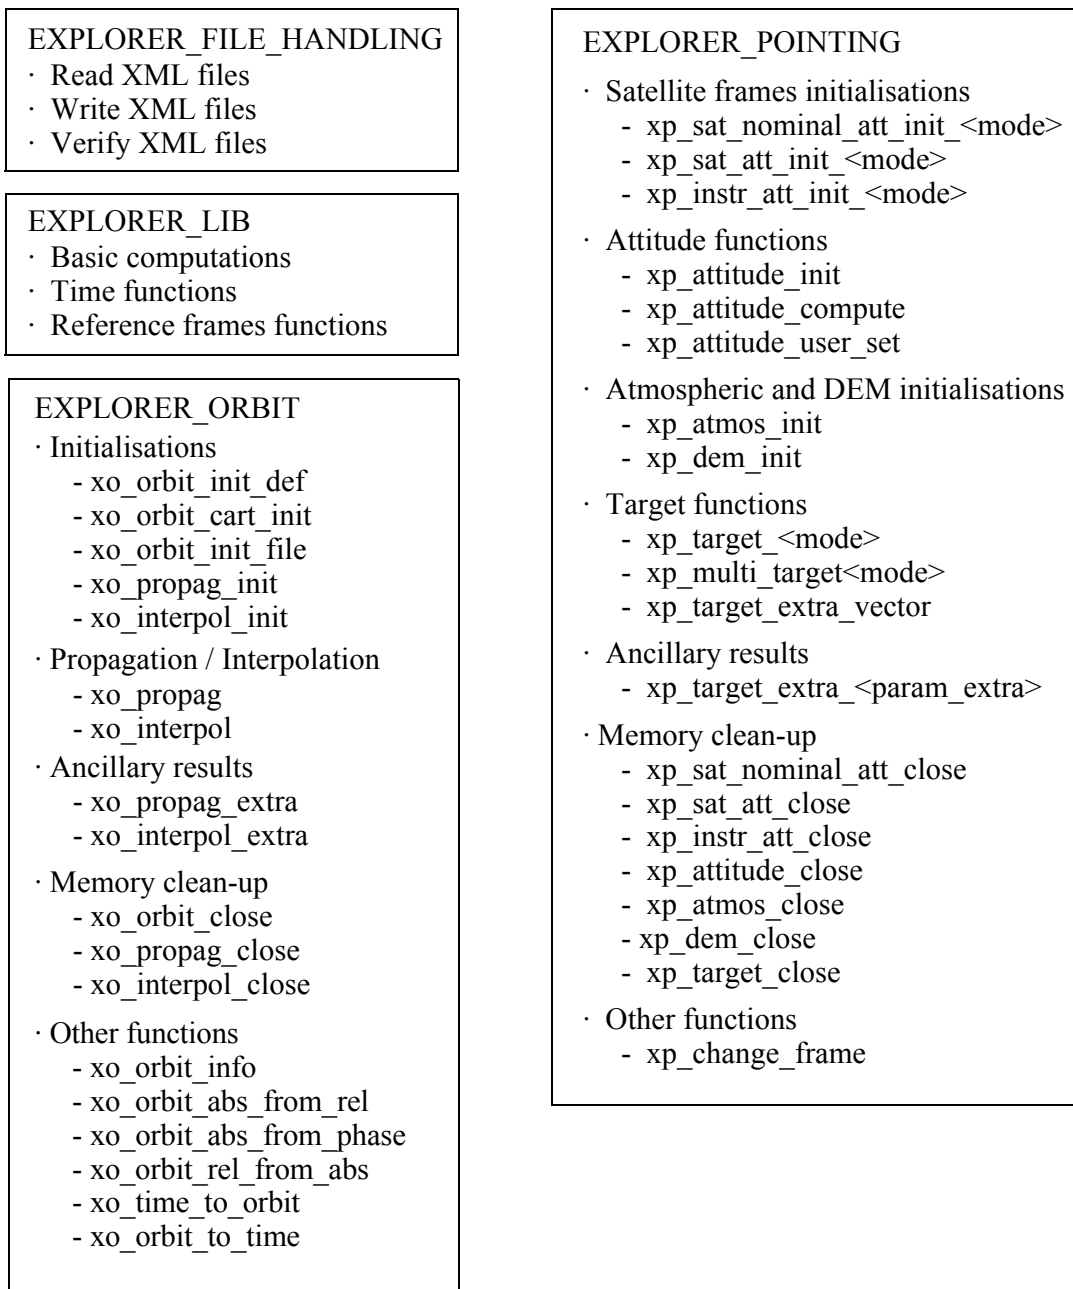 EXPLORER_FILE_HANDLING
· Read XML files
· Write XML files
· Verify XML files
EXPLORER_LIB
· Basic computations
· Time functions
· Reference frames functions
EXPLORER_ORBIT
· Initialisations
- xo_orbit_init_def
- xo_orbit_cart_init
- xo_orbit_init_file
- xo_propag_init
- xo_interpol_init
· Propagation / Interpolation
- xo_propag
- xo_interpol
· Ancillary results
- xo_propag_extra
- xo_interpol_extra
· Memory clean-up
- xo_orbit_close
- xo_propag_close
- xo_interpol_close
· Other functions
- xo_orbit_info
- xo_orbit_abs_from_rel
- xo_orbit_abs_from_phase
- xo_orbit_rel_from_abs
- xo_time_to_orbit
- xo_orbit_to_time
EXPLORER_POINTING
· Satellite frames initialisations
- xp_sat_nominal_att_init_<mode>
- xp_sat_att_init_<mode>
- xp_instr_att_init_<mode>
· Attitude functions
- xp_attitude_init
- xp_attitude_compute
- xp_attitude_user_set
· Atmospheric and DEM initialisations
- xp_atmos_init
- xp_dem_init
· Target functions
- xp_target_<mode>
- xp_multi_target<mode>
- xp_target_extra_vector
· Ancillary results
- xp_target_extra_<param_extra>
· Memory clean-up
- xp_sat_nominal_att_close
- xp_sat_att_close
- xp_instr_att_close
- xp_attitude_close
- xp_atmos_close
- xp_dem_close
- xp_target_close
· Other functions
- xp_change_frame